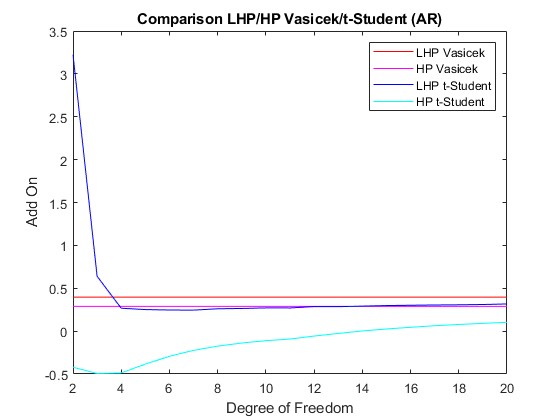 Comparison LHP/HP Vasicek/t-Student (AR)
3.5
3
2.5
2
1.5
1
0.5
0
-0.5
Add On
LHP Vasicek
HP Vasicek
LHP t-Student
HP t-Student
2 4 6 8 10 12 14 16 18 20
Degree of Freedom